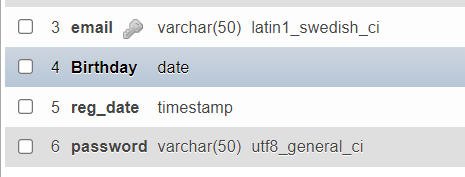 3 email varchar(50) latin1_swedish_ci
4 Birthday date
5 reg_date timestamp
6 password varchar(50) utf8_general_ci